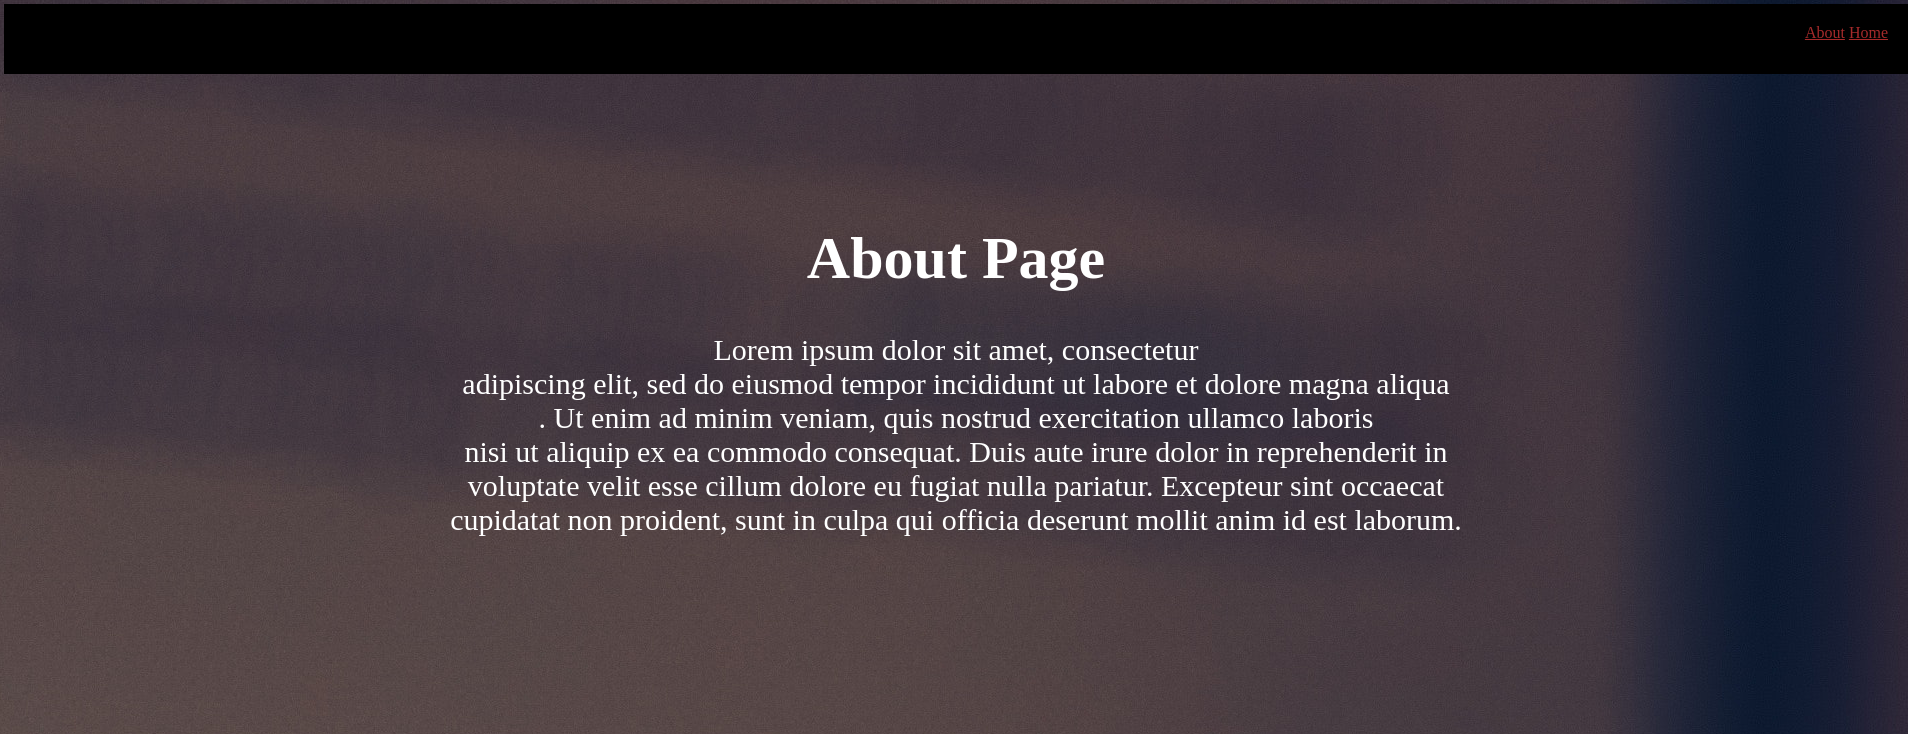 About Home
About Page
Lorem ipsum dolor sit amet, consectetur
adipiscing elit, sed do eiusmod tempor incididunt ut labore et dolore magna aliqua
. Ut enim ad minim veniam, quis nostrud exercitation ullamco laboris
nisi ut aliquip ex ea commodo consequat. Duis aute irure dolor in reprehenderit in
voluptate velit esse cillum dolore eu fugiat nulla pariatur. Excepteur sint occaecat
cupidatat non proident, sunt in culpa qui officia deserunt mollit anim id est laborum.